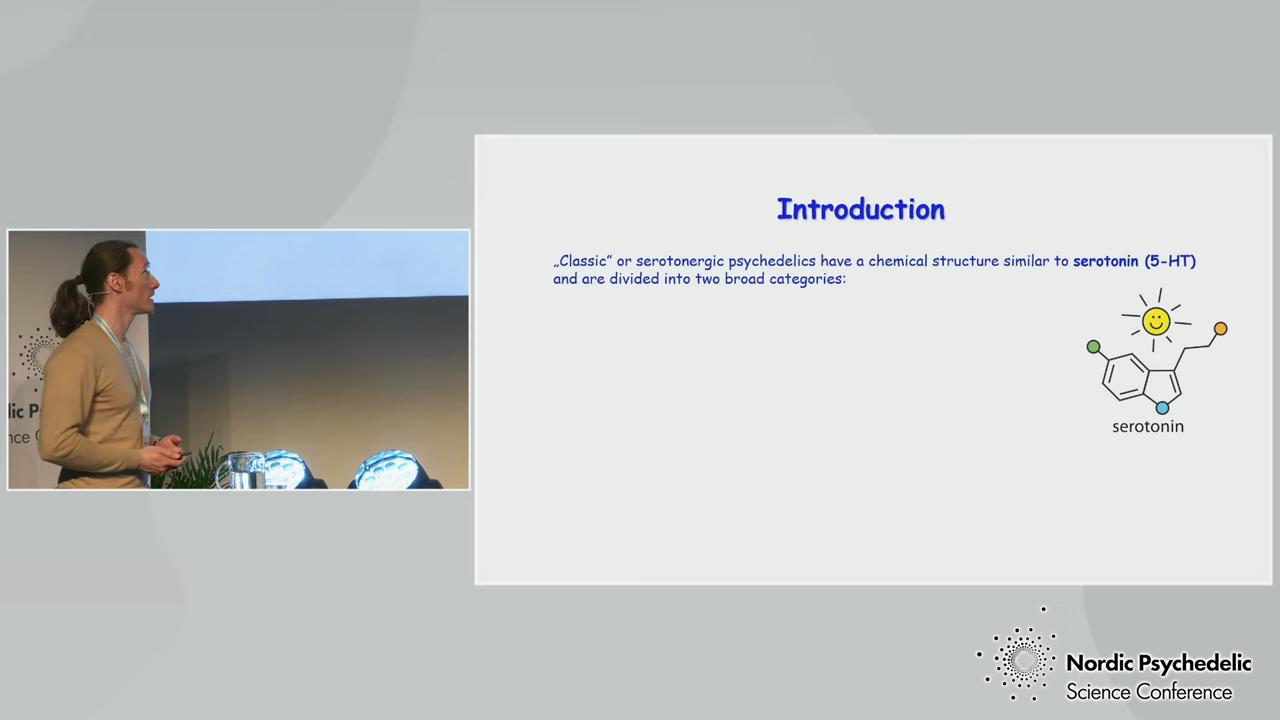 Introduction
„Classic” or serotonergic psychedelics have a chemical structure similar to serotonin (5-HT)
and are divided into two broad categories:
serotonin
Nordic Psychedelic
Science Conference